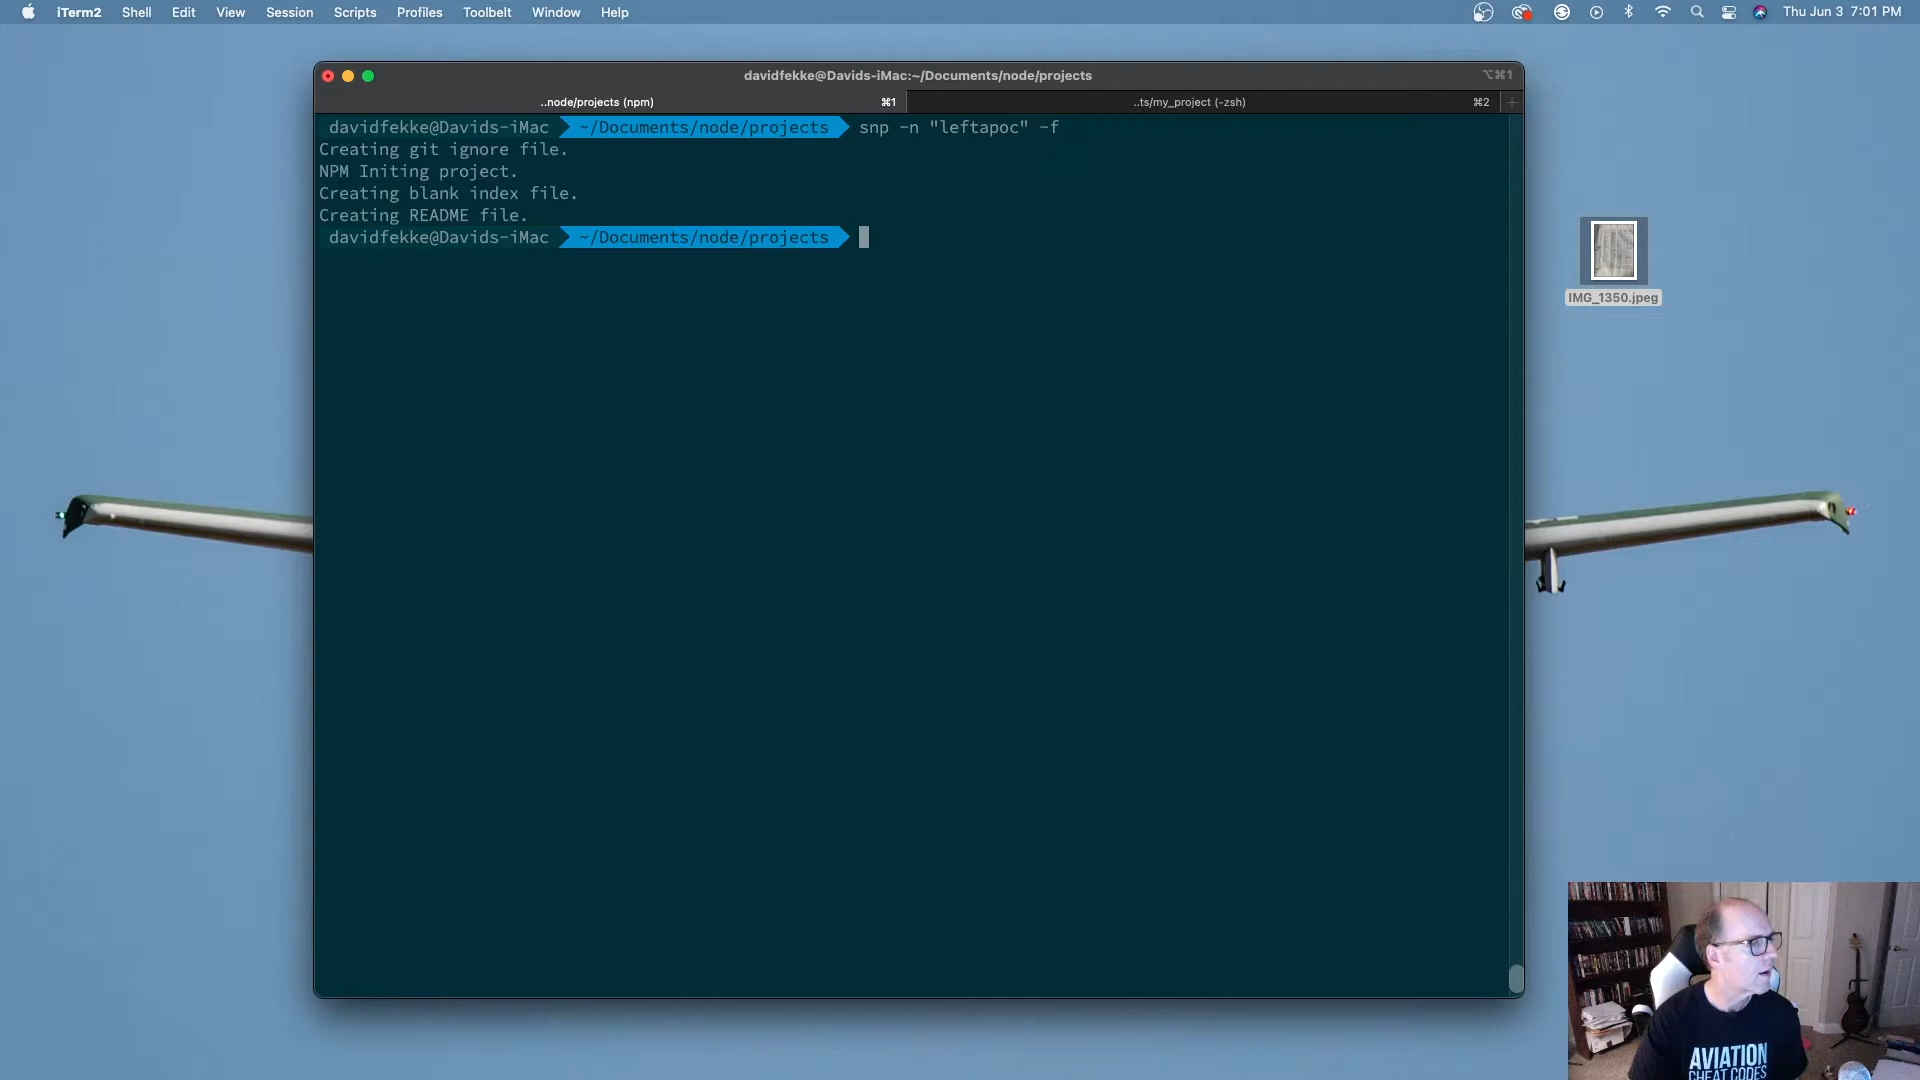 iTerm2 Shell Edit View Session Scripts Profiles Toolbelt Window Help Thu Jun 3 7:01 PM
davidfekke@Davids-iMac:~/Documents/node/projects ⌥⌘1
..node/projects (npm) ⌘1 ..ts/my_project (-zsh) ⌘2 +
davidfekke@Davids-iMac ~/Documents/node/projects snp -n "leftapoc" -f
Creating git ignore file.
NPM Initing project.
Creating blank index file.
Creating README file.
davidfekke@Davids-iMac ~/Documents/node/projects
IMG_1350.jpeg
AVIATION
CHEAT CODES